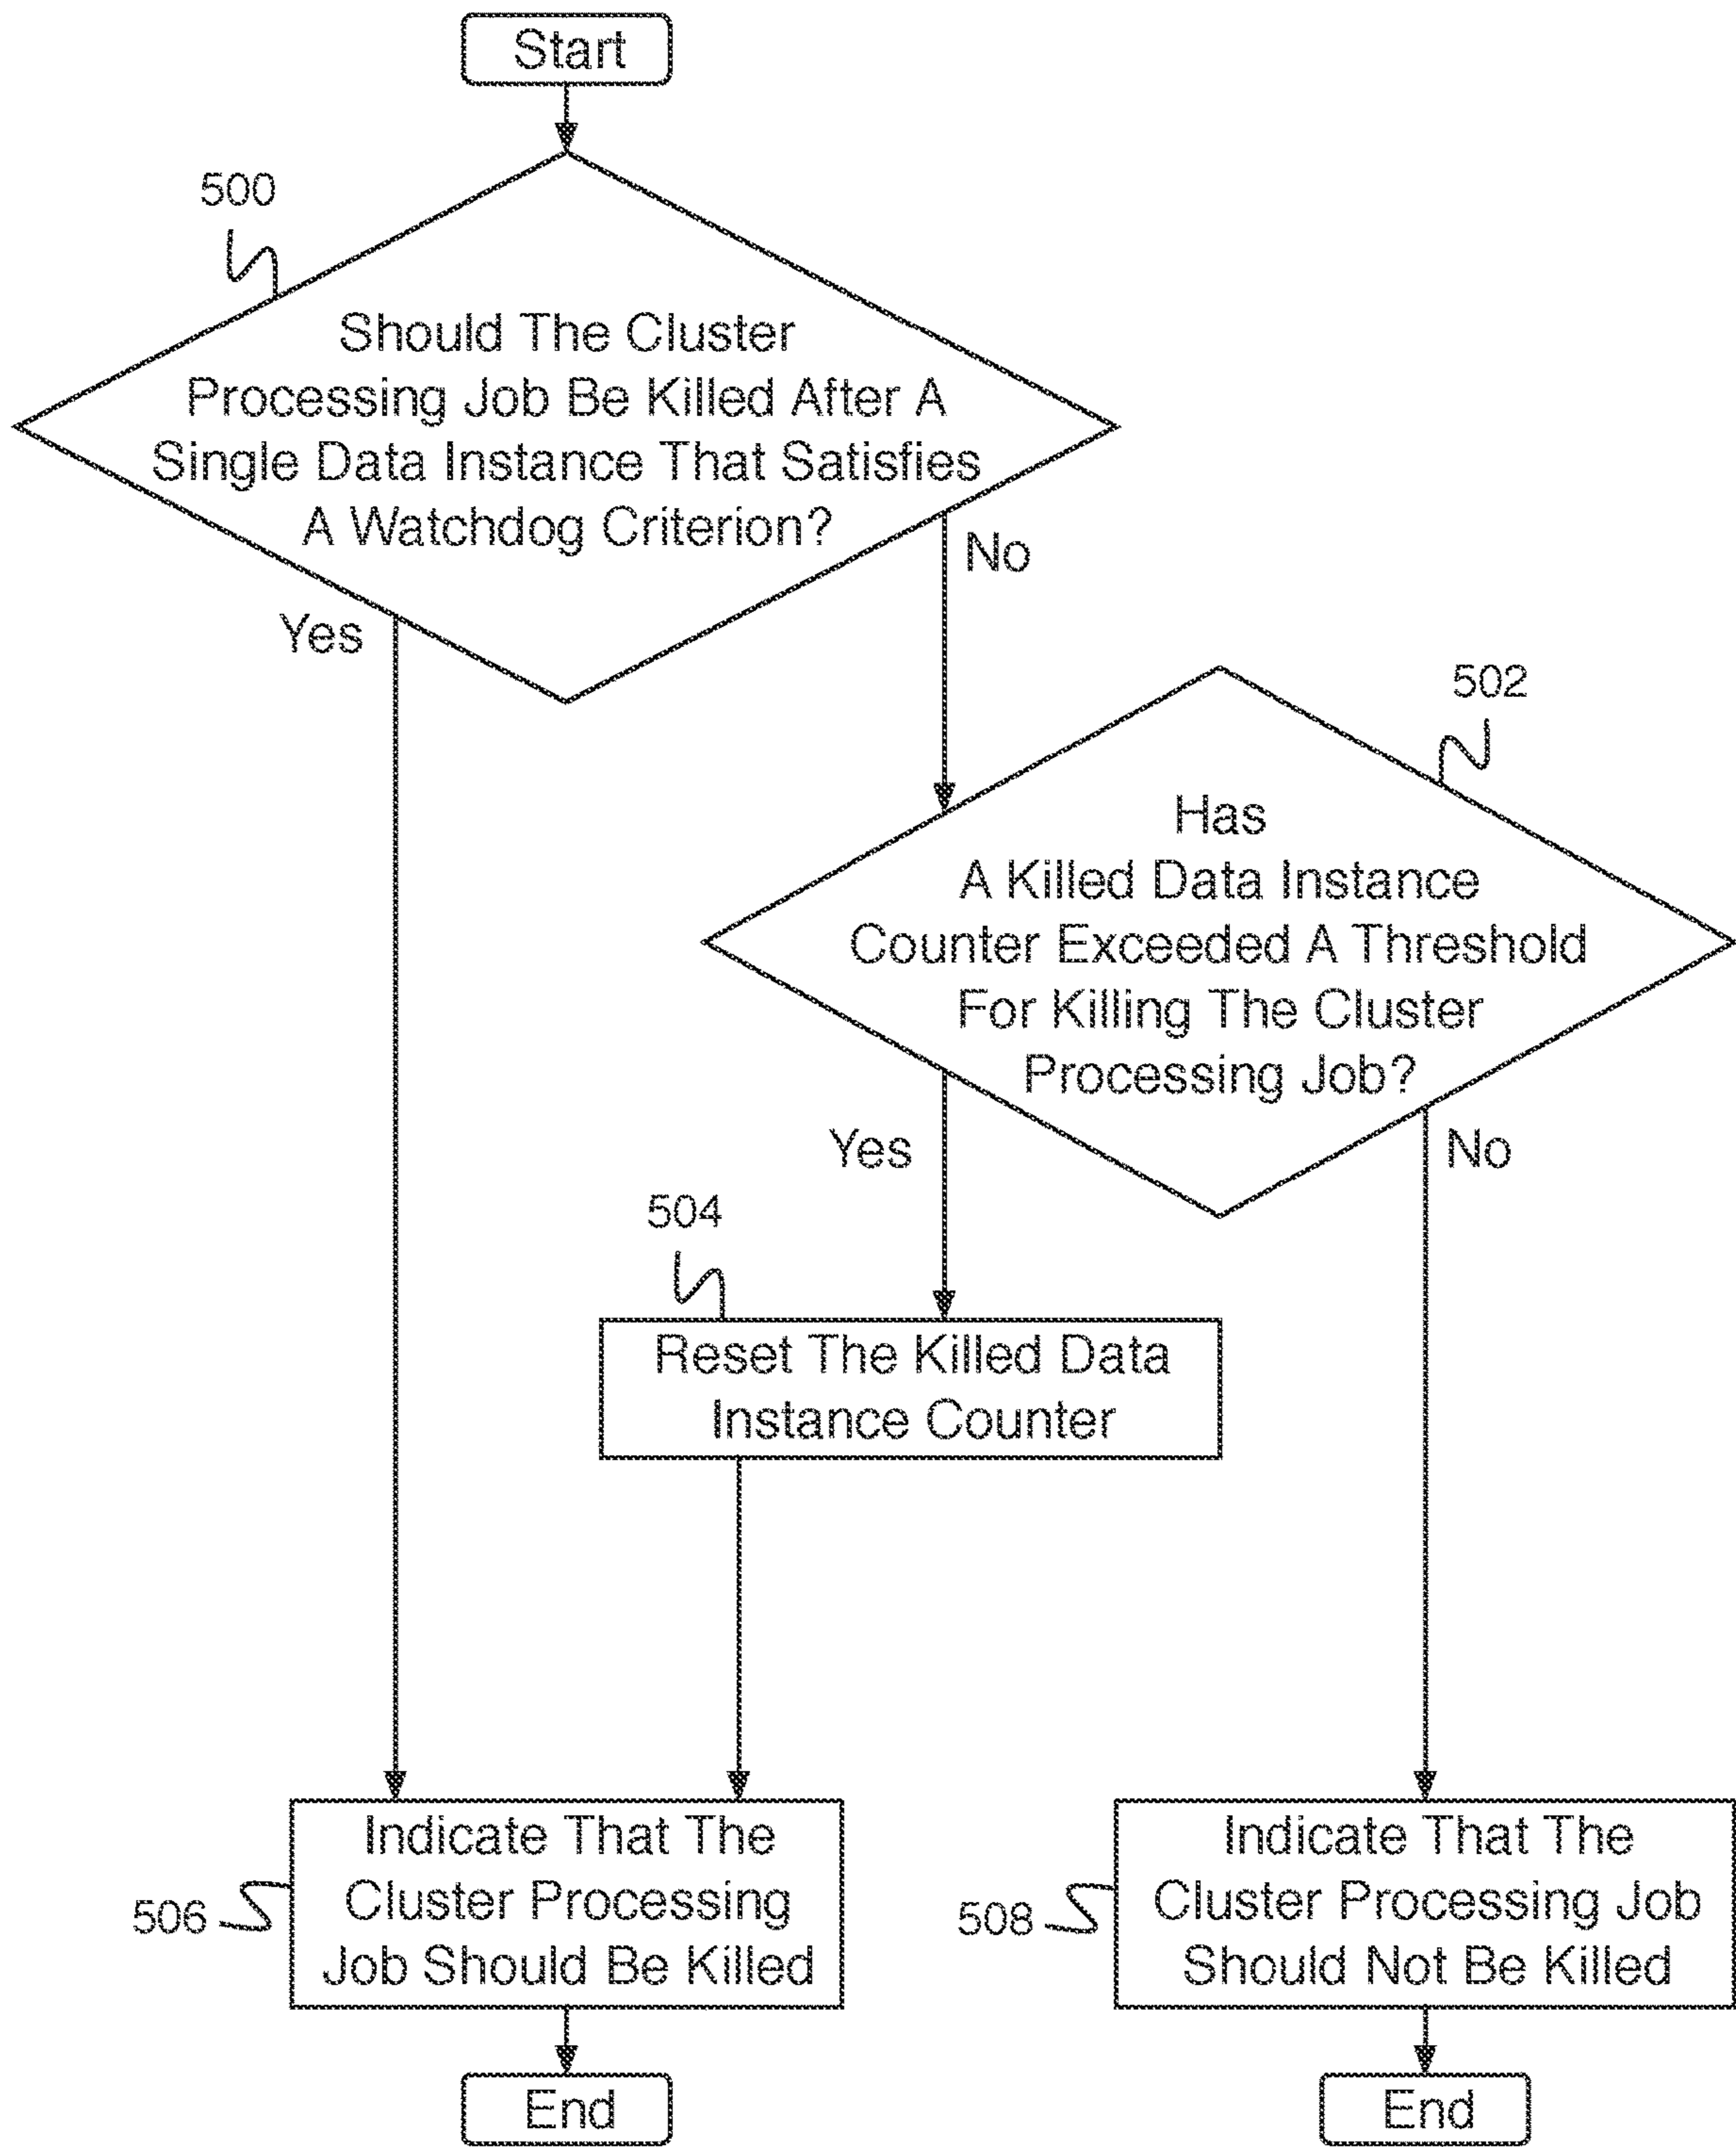 Start
500
Should The Cluster
Processing Job Be Killed After A
Single Data Instance That Satisfies
A Watchdog Criterion?
No
Yes
502
Has
A Killed Data Instance
Counter Exceeded A Threshold
For Killing The Cluster
Processing Job?
Yes
No
504
Reset The Killed Data
Instance Counter
Indicate That The
Cluster Processing
Job Should Be Killed
506
Indicate That The
Cluster Processing Job
Should Not Be Killed
508
End
End